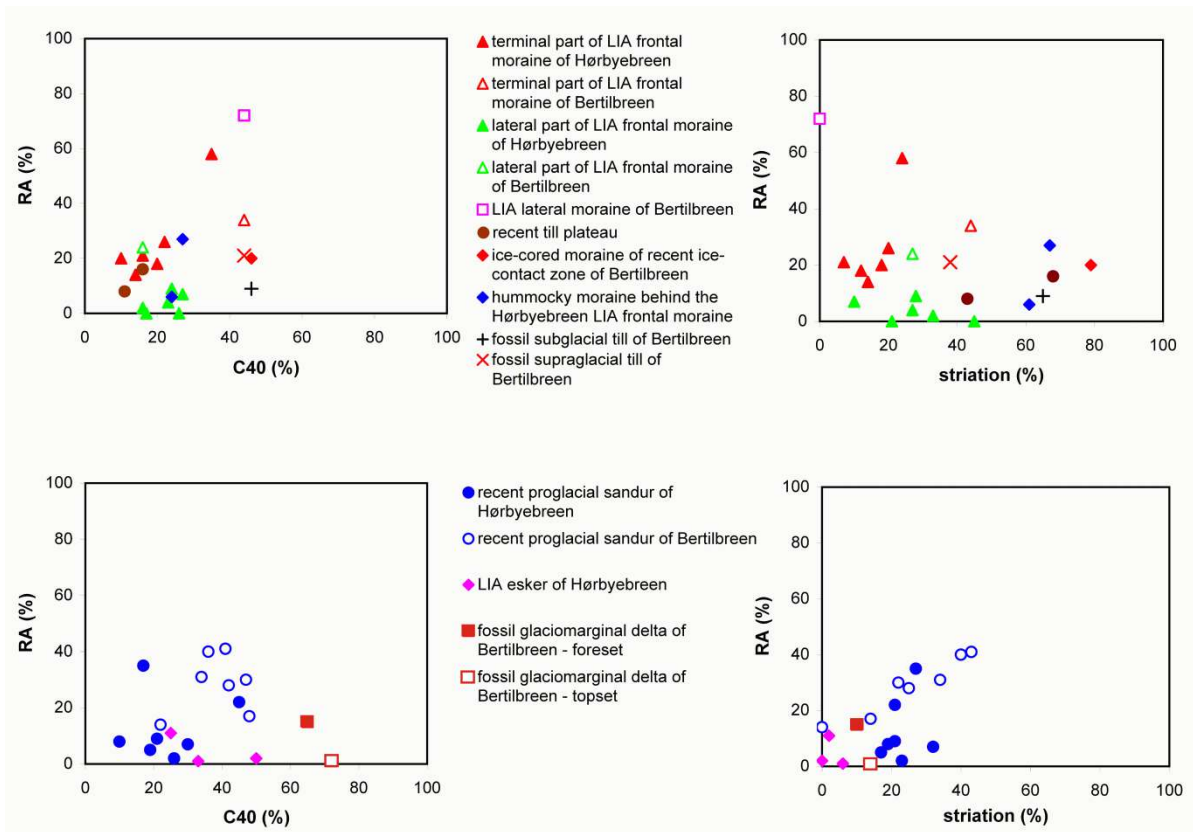 100
80
60
40
20
0
RA (%)
0 20 40 60 80 100
C40 (%)
terminal part of LIA frontal
moraine of Hørbyebreen
terminal part of LIA frontal
moraine of Bertilbreen
lateral part of LIA frontal moraine
of Hørbyebreen
lateral part of LIA frontal moraine
of Bertilbreen
LIA lateral moraine of Bertilbreen
recent till plateau
ice-cored moraine of recent ice-
contact zone of Bertilbreen
hummocky moraine behind the
Hørbyebreen LIA frontal moraine
fossil subglacial till of Bertilbreen
fossil supraglacial till of
Bertilbreen
100
80
60
40
20
0
RA (%)
0 20 40 60 80 100
striation (%)
100
80
60
40
20
0
RA (%)
0 20 40 60 80 100
C40 (%)
recent proglacial sandur of
Hørbyebreen
recent proglacial sandur of Bertilbreen
LIA esker of Hørbyebreen
fossil glaciomarginal delta of
Bertilbreen - foreset
fossil glaciomarginal delta of
Bertilbreen - topset
100
80
60
40
20
0
RA (%)
0 20 40 60 80 100
striation (%)